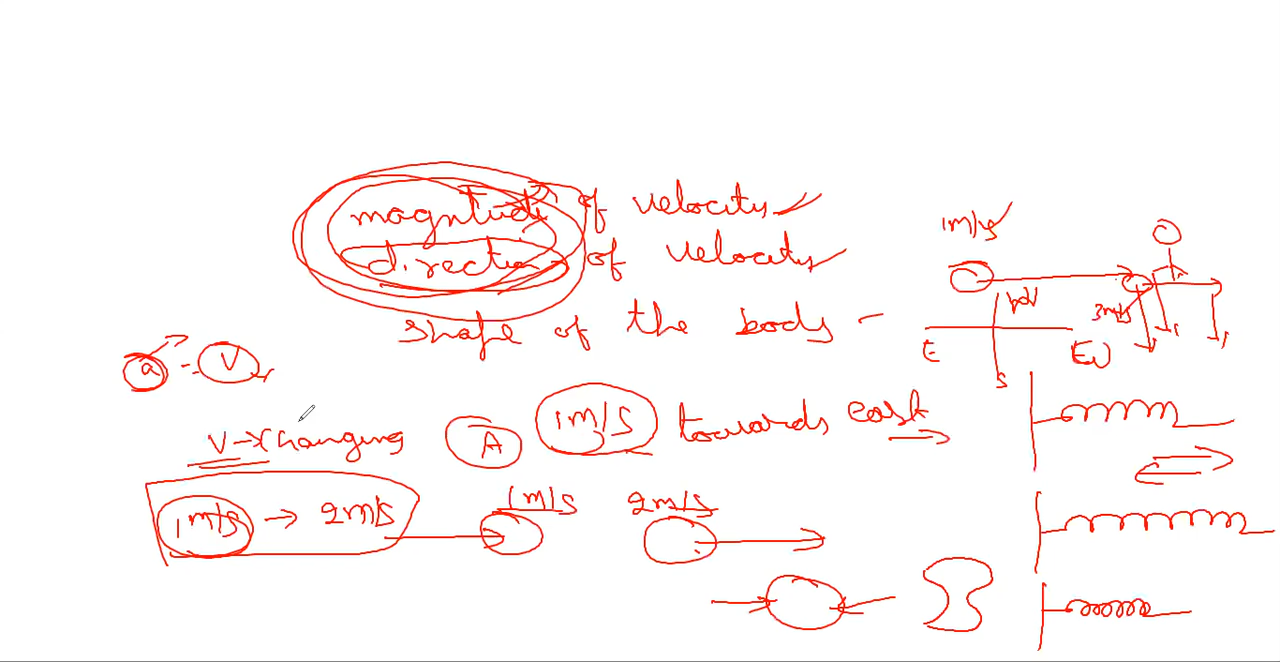 magnitude of velocity
direction of velocity
shape of the body -
1m/s
3m/s
E
S
a = V
V → changing
A 1m/s towards east
1m/s → 2m/s
1m/s
2m/s